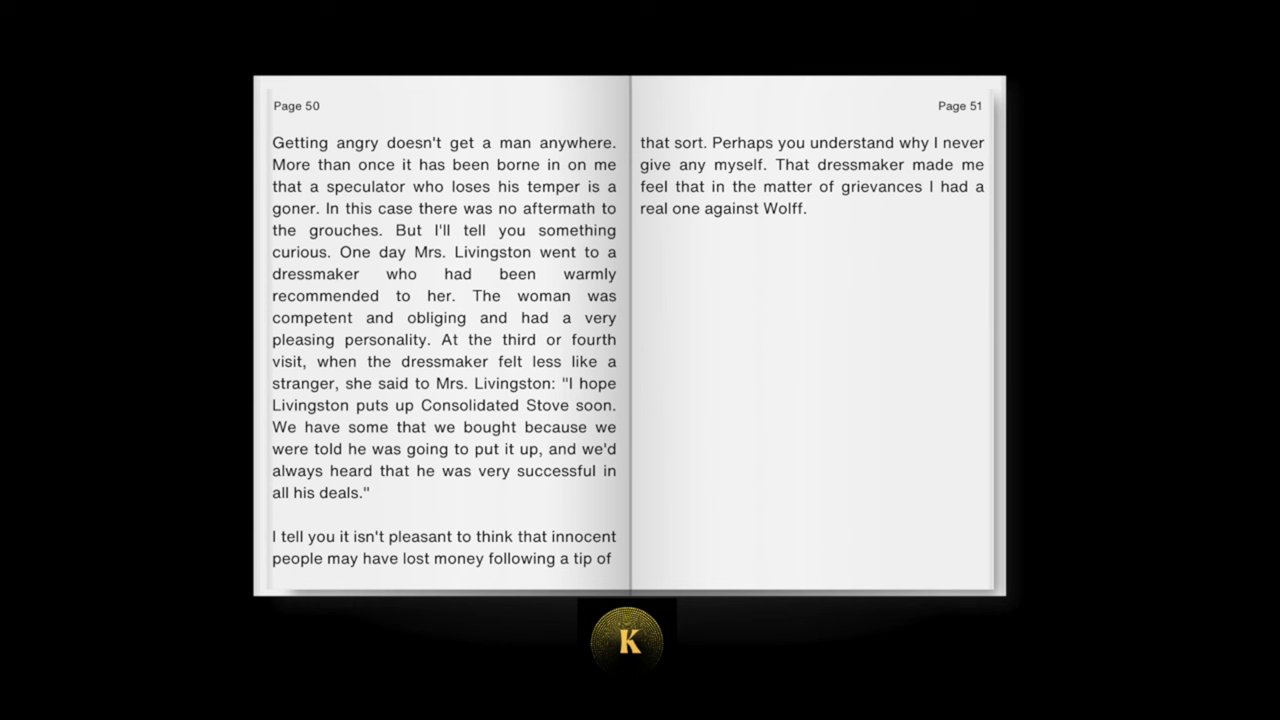 Page 50
Getting angry doesn't get a man anywhere.
More than once it has been borne in on me
that a speculator who loses his temper is a
goner. In this case there was no aftermath to
the grouches. But I'll tell you something
curious. One day Mrs. Livingston went to a
dressmaker who had been warmly
recommended to her. The woman was
competent and obliging and had a very
pleasing personality. At the third or fourth
visit, when the dressmaker felt less like a
stranger, she said to Mrs. Livingston: "I hope
Livingston puts up Consolidated Stove soon.
We have some that we bought because we
were told he was going to put it up, and we'd
always heard that he was very successful in
all his deals."
I tell you it isn't pleasant to think that innocent
people may have lost money following a tip of
Page 51
that sort. Perhaps you understand why I never
give any myself. That dressmaker made me
feel that in the matter of grievances I had a
real one against Wolff.
K